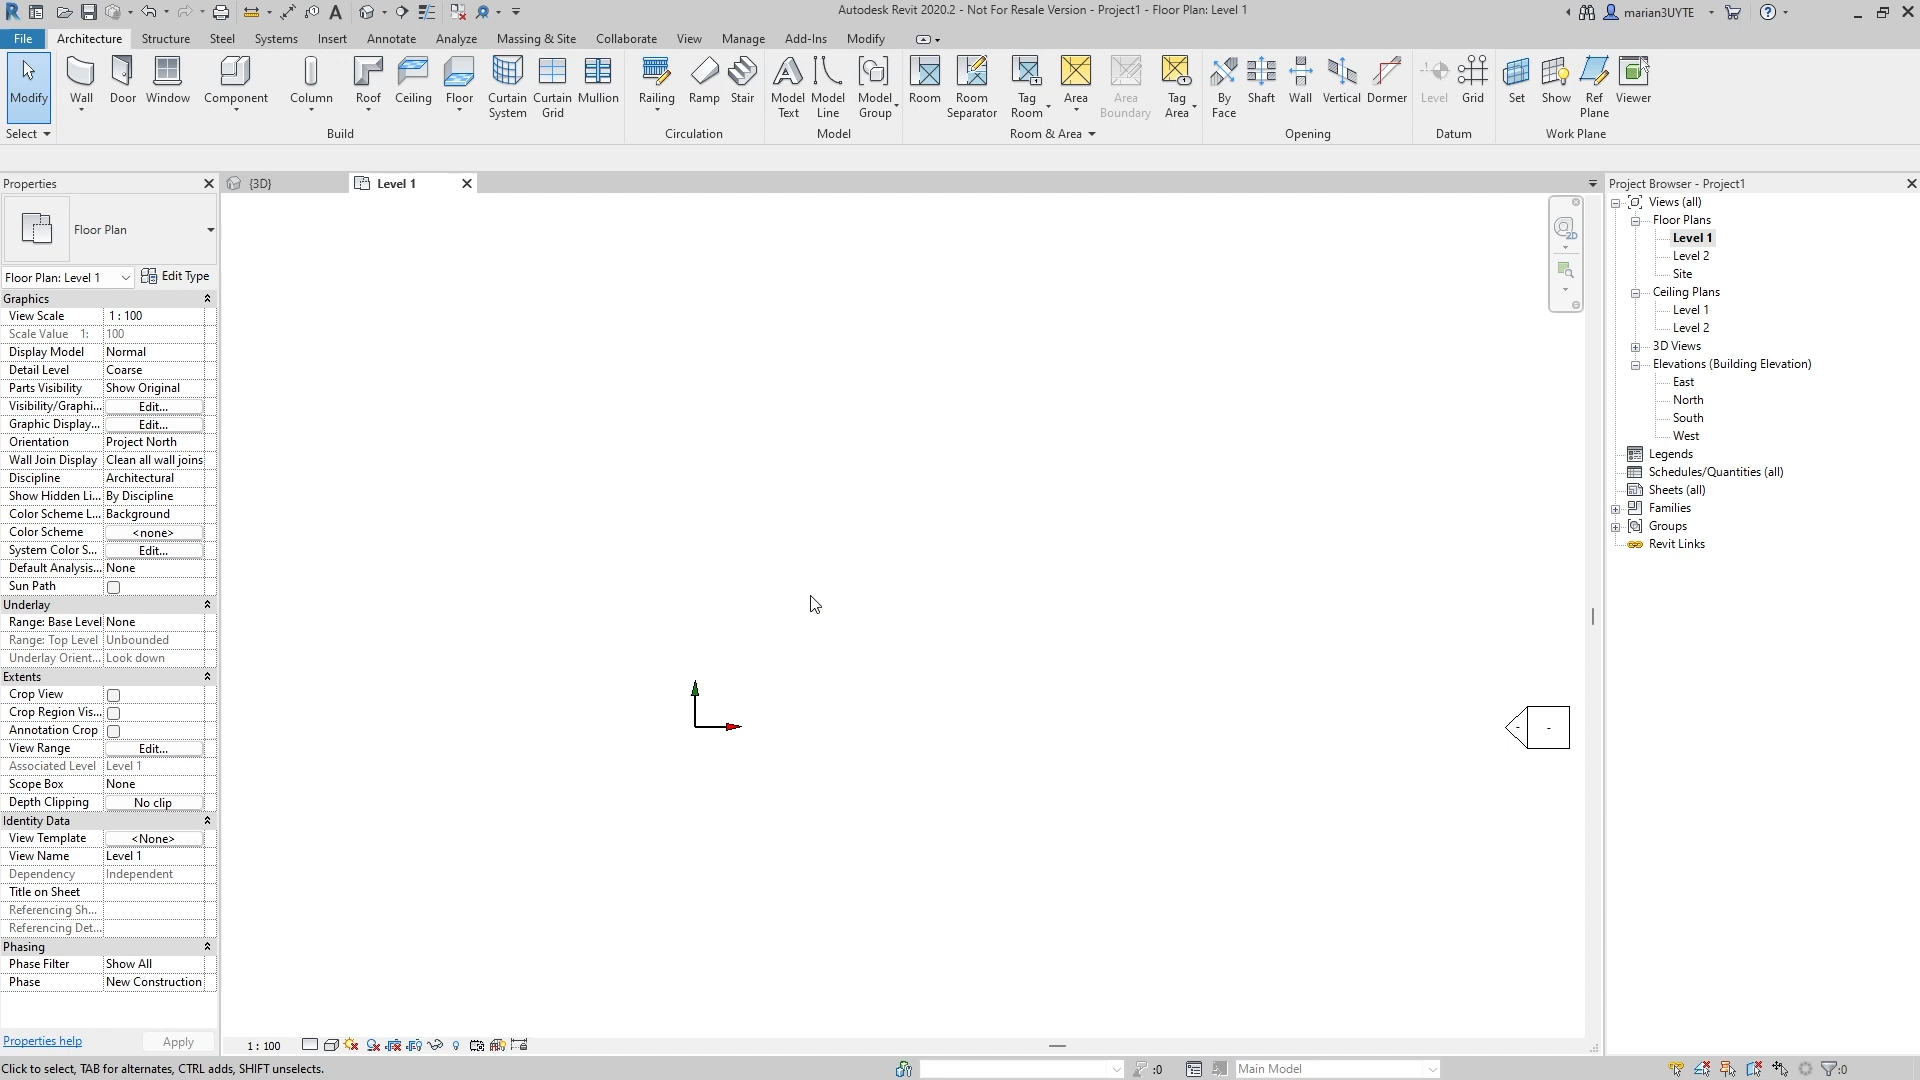 Autodesk Revit 2020.2 - Not For Resale Version - Project1 - Floor Plan: Level 1
marian3UYTE
File Architecture Structure Steel Systems Insert Annotate Analyze Massing & Site Collaborate View Manage Add-Ins Modify
Modify Wall Door Window Component Column Roof Ceiling Floor Curtain System Curtain Grid Mullion Railing Ramp Stair Model Text Model Line Model Group Room Room Separator Tag Room Area Area Boundary Tag Area By Face Shaft Wall Vertical Dormer Level Grid Set Show Ref Plane Viewer
Select Build Circulation Model Room & Area Opening Datum Work Plane
Properties
{3D}
Level 1
Project Browser - Project1
Floor Plan
Floor Plan: Level 1 Edit Type
Graphics
View Scale 1 : 100
Scale Value 1: 100
Display Model Normal
Detail Level Coarse
Parts Visibility Show Original
Visibility/Graphi... Edit...
Graphic Display... Edit...
Orientation Project North
Wall Join Display Clean all wall joins
Discipline Architectural
Show Hidden Li... By Discipline
Color Scheme L... Background
Color Scheme <none>
System Color S... Edit...
Default Analysis... None
Sun Path
Underlay
Range: Base Level None
Range: Top Level Unbounded
Underlay Orient... Look down
Extents
Crop View
Crop Region Vis...
Annotation Crop
View Range Edit...
Associated Level Level 1
Scope Box None
Depth Clipping No clip
Identity Data
View Template <None>
View Name Level 1
Dependency Independent
Title on Sheet
Referencing Sh...
Referencing Det...
Phasing
Phase Filter Show All
Phase New Construction
Properties help Apply
2D
Views (all)
Floor Plans
Level 1
Level 2
Site
Ceiling Plans
Level 1
Level 2
3D Views
Elevations (Building Elevation)
East
North
South
West
Legends
Schedules/Quantities (all)
Sheets (all)
Families
Groups
Revit Links
1 : 100
Click to select, TAB for alternates, CTRL adds, SHIFT unselects.
:0
Main Model
:0